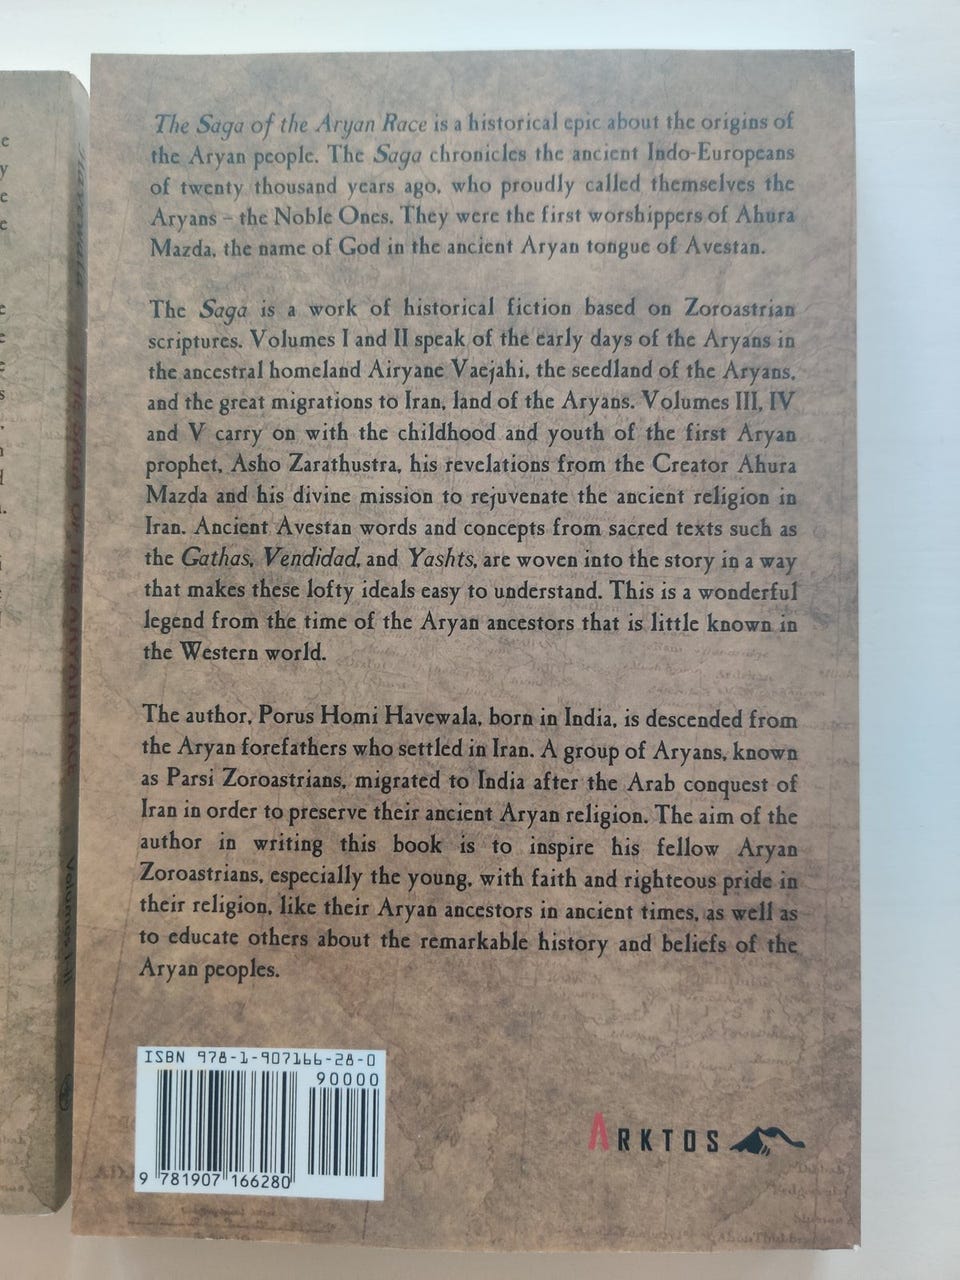 The Saga of the Aryan Race is a historical epic about the origins of
the Aryan people. The Saga chronicles the ancient Indo-Europeans
of twenty thousand years ago, who proudly called themselves the
Aryans – the Noble Ones. They were the first worshippers of Ahura
Mazda, the name of God in the ancient Aryan tongue of Avestan.
The Saga is a work of historical fiction based on Zoroastrian
scriptures. Volumes I and II speak of the early days of the Aryans in
the ancestral homeland Airyane Vaejahi, the seedland of the Aryans,
and the great migrations to Iran, land of the Aryans. Volumes III, IV
and V carry on with the childhood and youth of the first Aryan
prophet, Asho Zarathustra, his revelations from the Creator Ahura
Mazda and his divine mission to rejuvenate the ancient religion in
Iran. Ancient Avestan words and concepts from sacred texts such as
the Gathas, Vendidad, and Yashts, are woven into the story in a way
that makes these lofty ideals easy to understand. This is a wonderful
legend from the time of the Aryan ancestors that is little known in
the Western world.
The author, Porus Homi Havewala, born in India, is descended from
the Aryan forefathers who settled in Iran. A group of Aryans, known
as Parsi Zoroastrians, migrated to India after the Arab conquest of
Iran in order to preserve their ancient Aryan religion. The aim of the
author in writing this book is to inspire his fellow Aryan
Zoroastrians, especially the young, with faith and righteous pride in
their religion, like their Aryan ancestors in ancient times, as well as
to educate others about the remarkable history and beliefs of the
Aryan peoples.
ISBN 978-1-907166-28-0
90000
9 781907 166280
ARKTOS
Havewala
THE SAGA OF THE ARYAN RACE
Volumes I-II